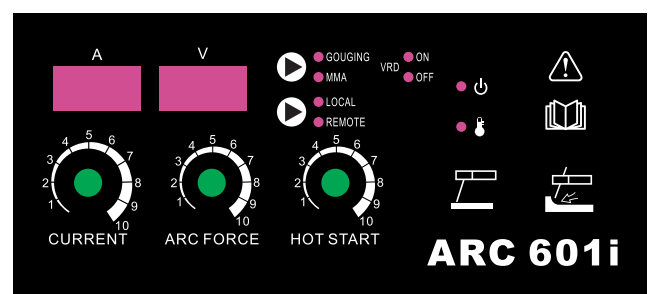 A
V
GOUGING
MMA
VRD
ON
OFF
LOCAL
REMOTE
1 2 3 4 5 6 7 8 9 10
CURRENT
1 2 3 4 5 6 7 8 9 10
ARC FORCE
1 2 3 4 5 6 7 8 9 10
HOT START
ARC 601i